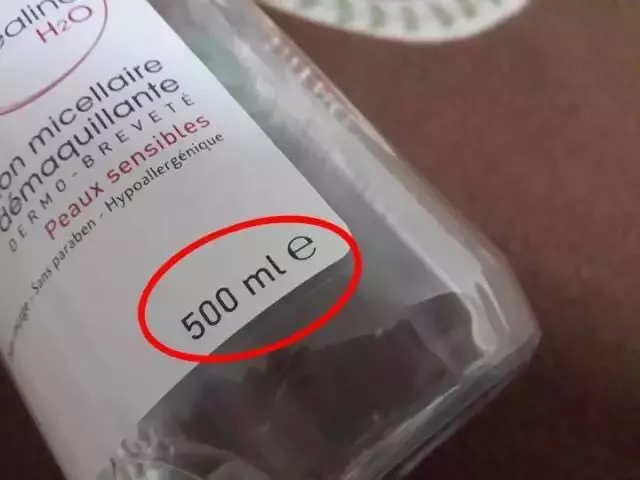 H2O
micellaire
démaquillante
DERMO-BREVETÉ
Peaux sensibles
Sans paraben - Hypoallergénique
500 ml ℮